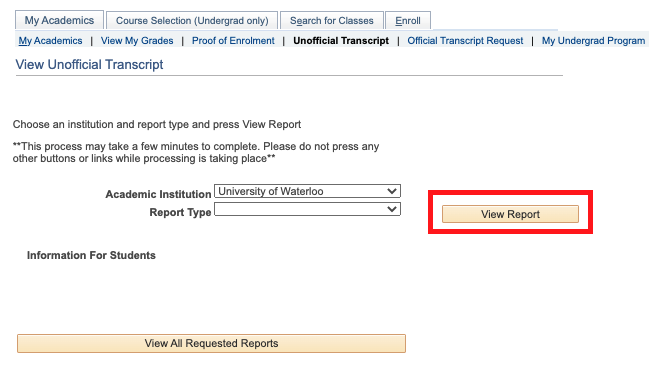 My Academics Course Selection (Undergrad only) Search for Classes Enroll
My Academics | View My Grades | Proof of Enrolment | Unofficial Transcript | Official Transcript Request | My Undergrad Program
View Unofficial Transcript
Choose an institution and report type and press View Report
**This process may take a few minutes to complete. Please do not press any
other buttons or links while processing is taking place**
Academic Institution University of Waterloo
Report Type
View Report
Information For Students
View All Requested Reports